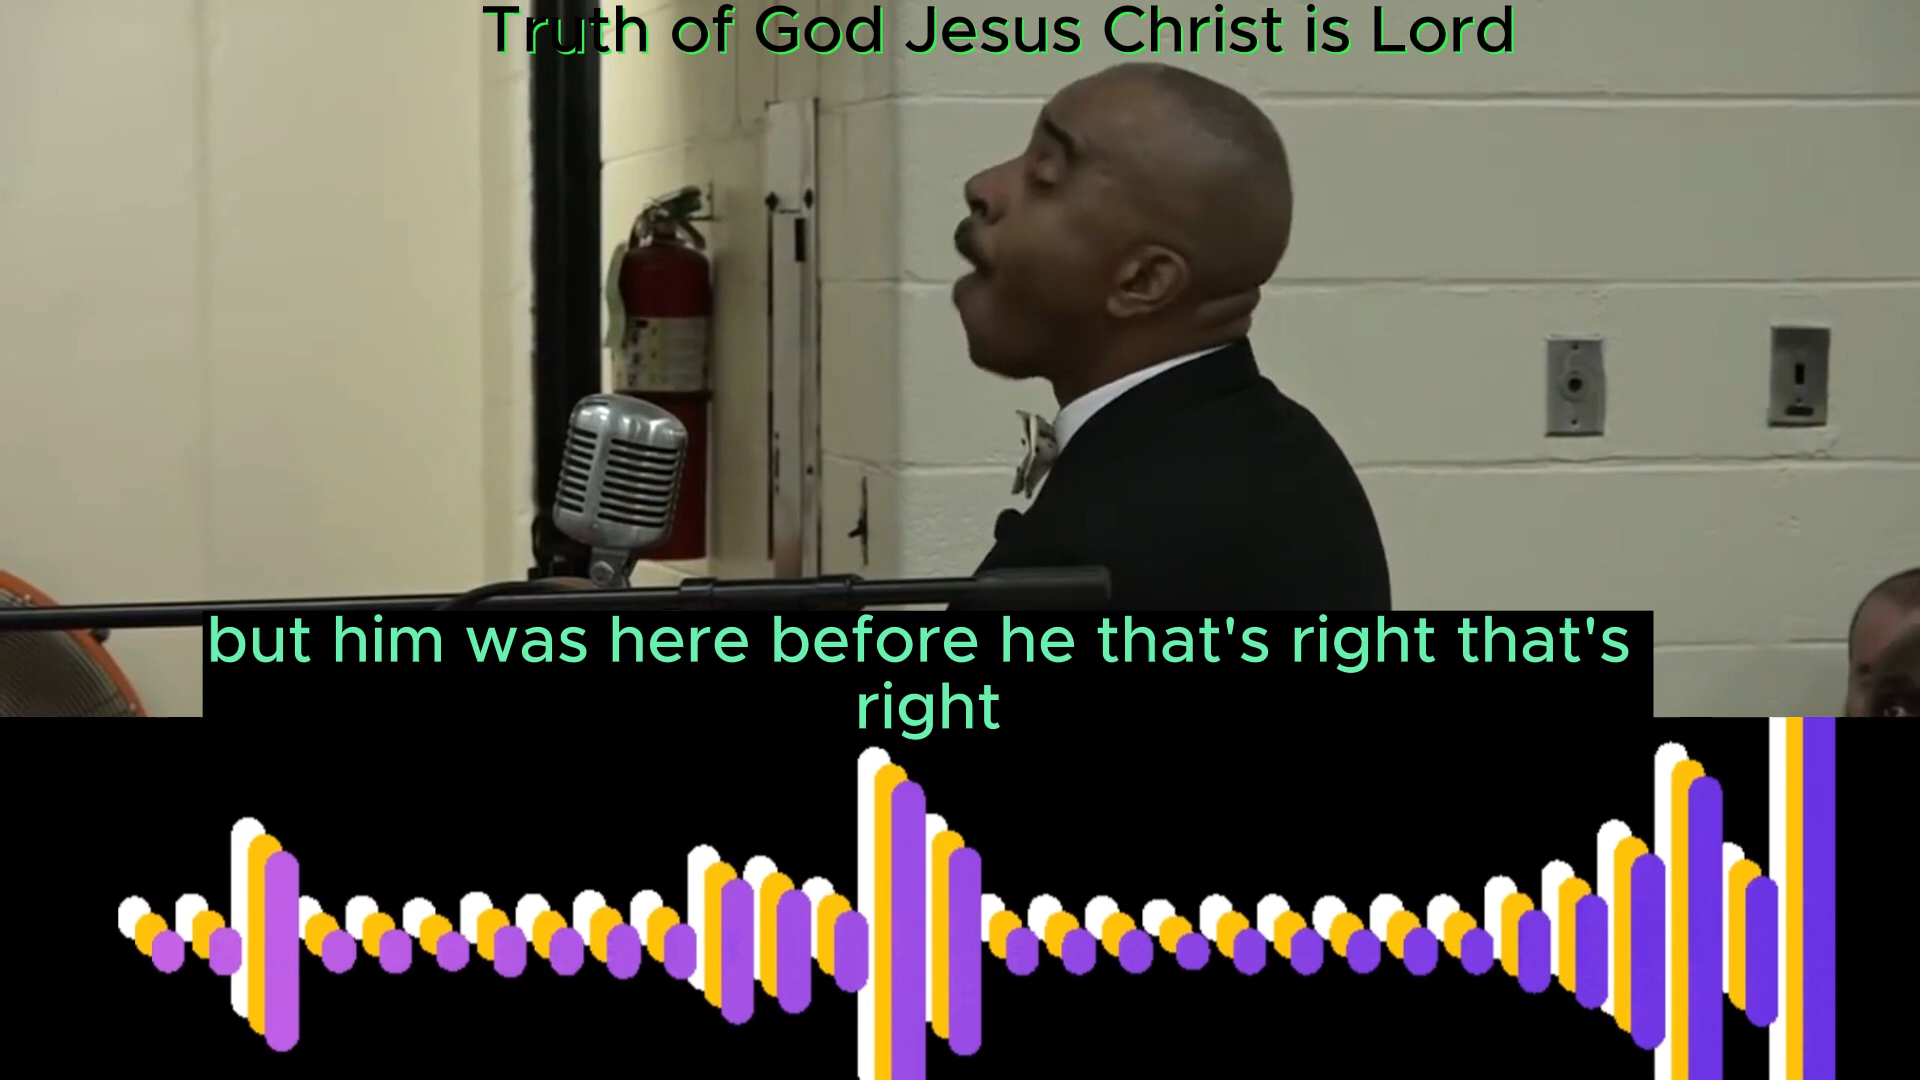 Truth of God Jesus Christ is Lord
but him was here before he that's right that's
right